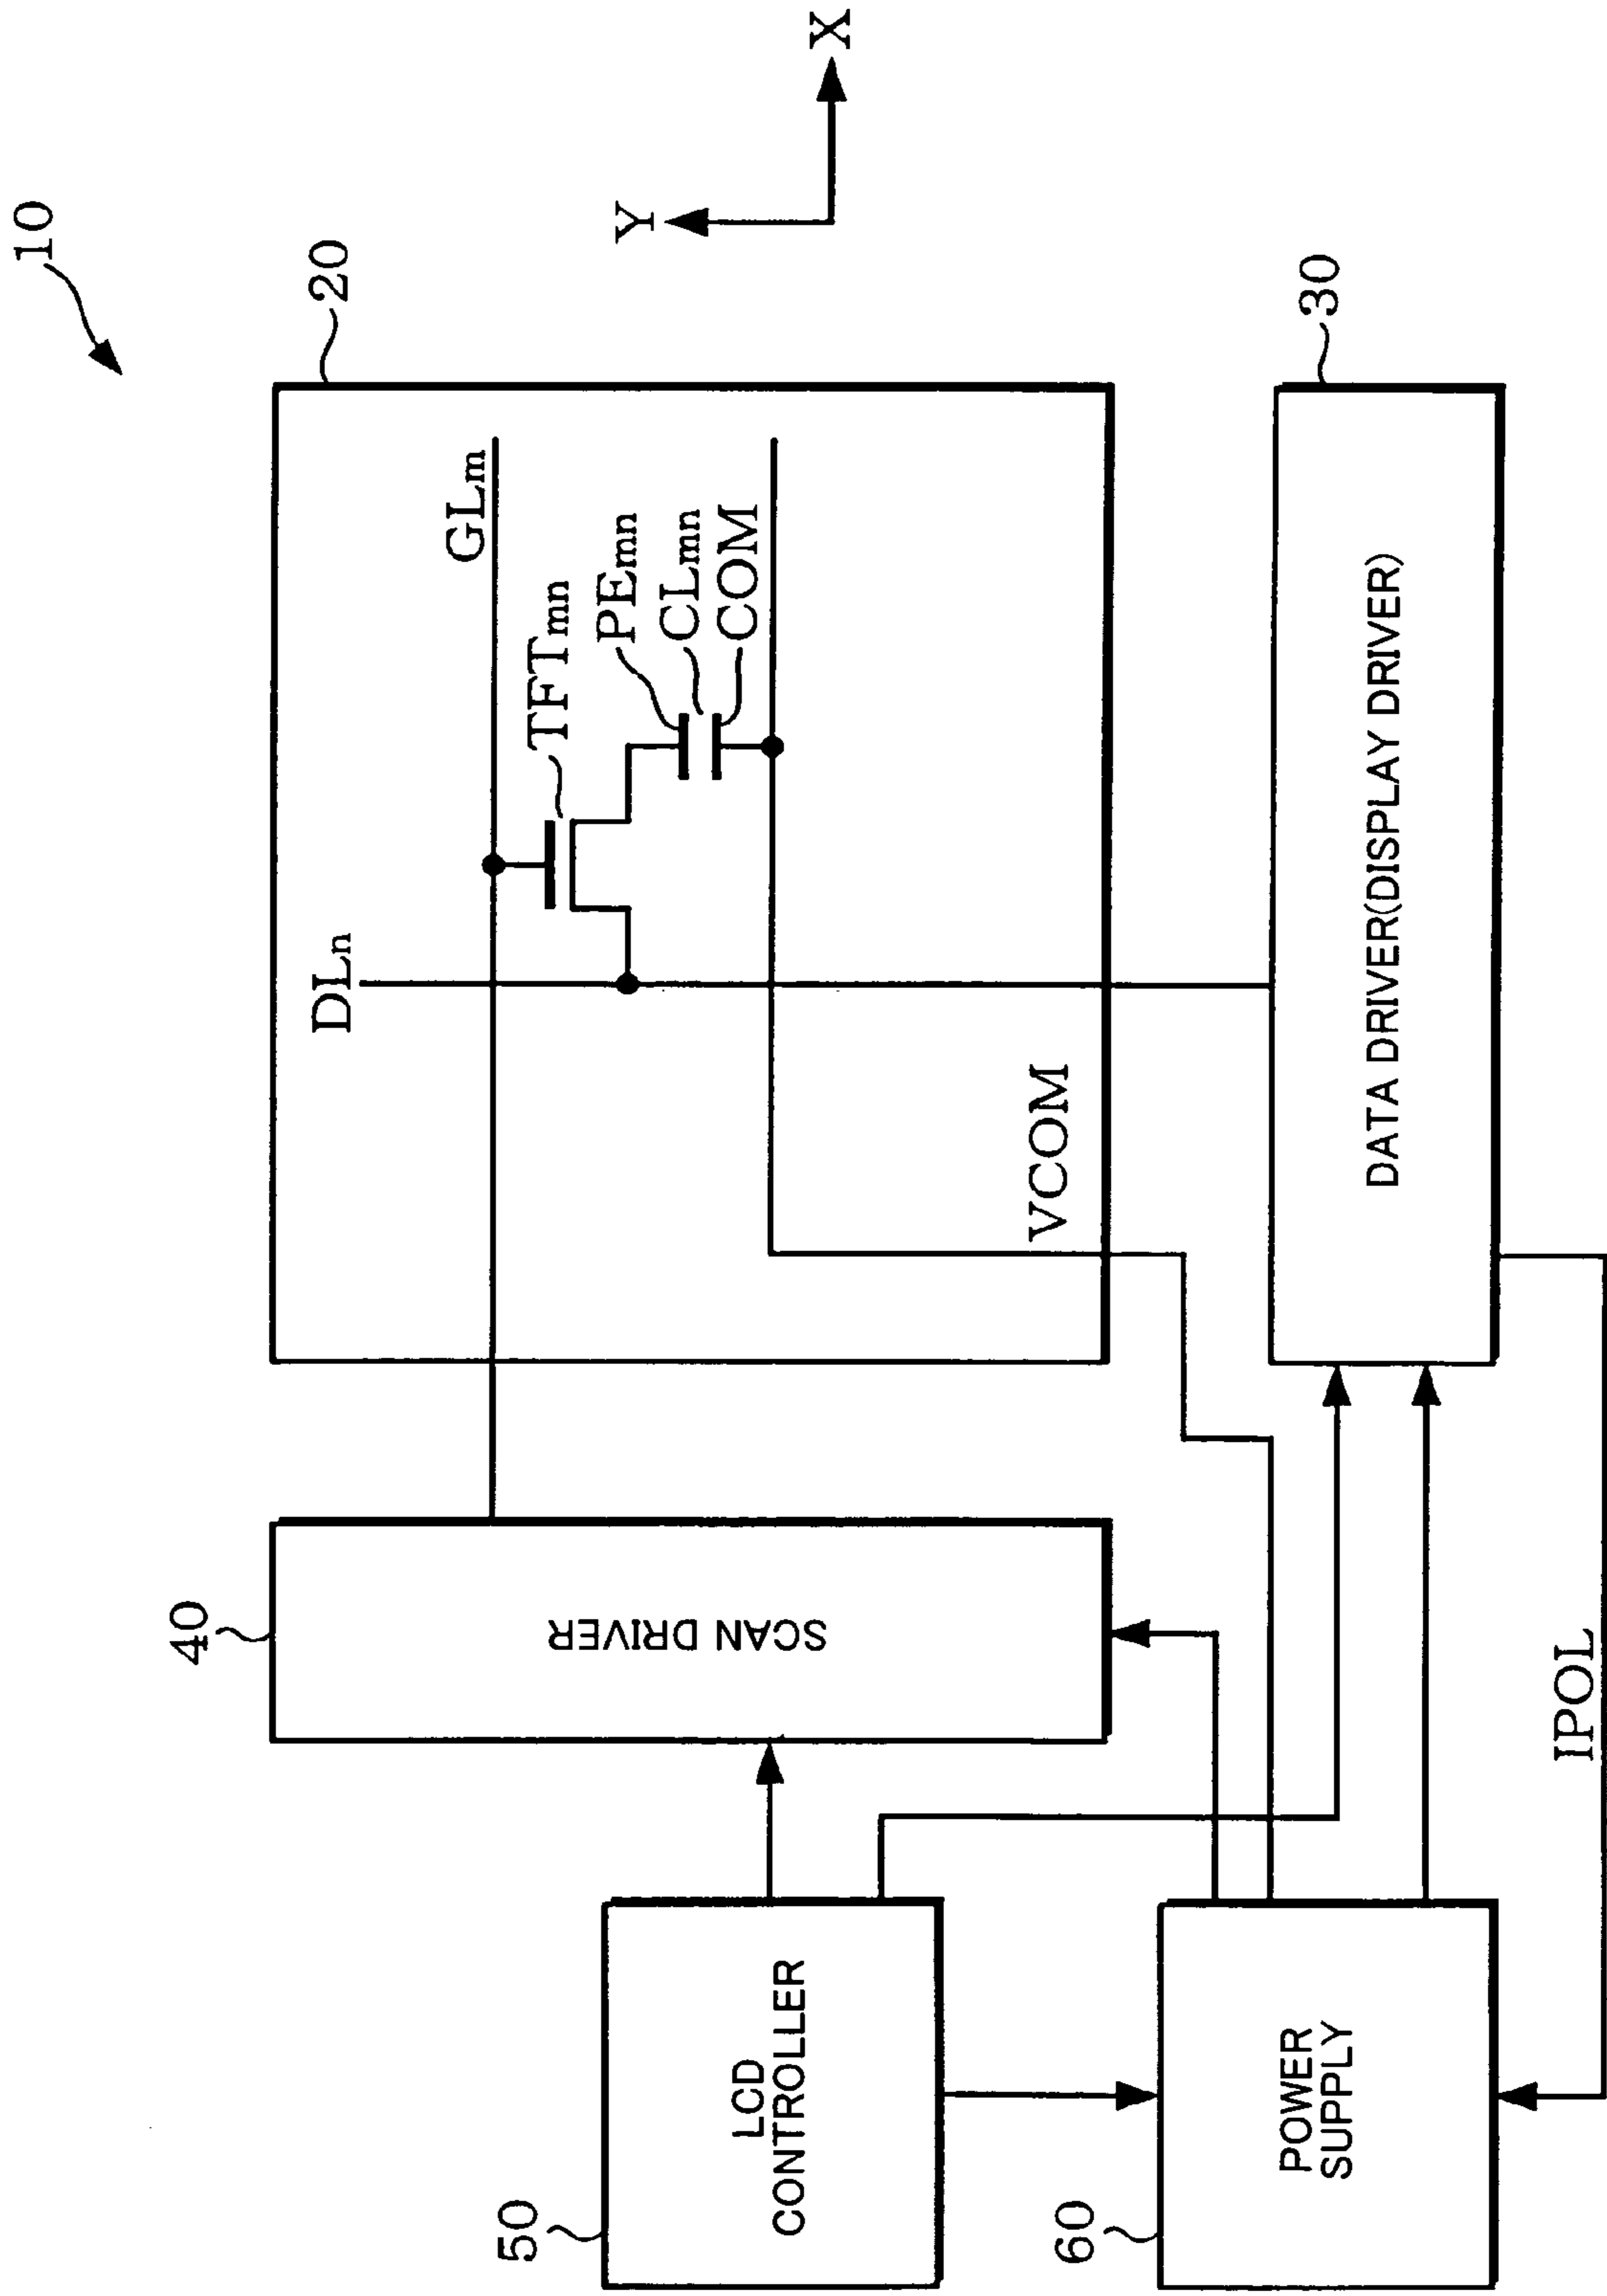 10
20
DLn
GLm
TFTmn
PEmn
CLmn
COM
VCOM
Y
X
40
SCAN DRIVER
50
LCD
CONTROLLER
60
POWER
SUPPLY
30
DATA DRIVER(DISPLAY DRIVER)
IPOL